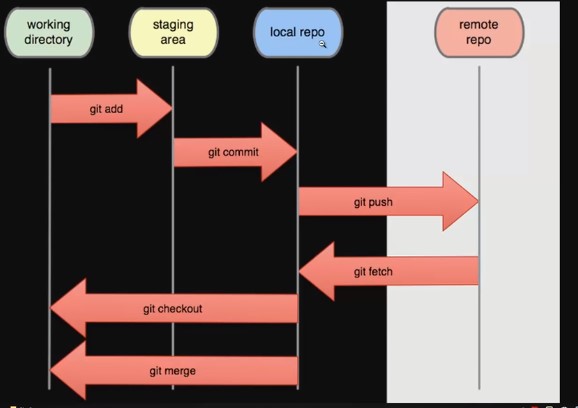 working
directory
staging
area
local repo
remote
repo
git add
git commit
git push
git fetch
git checkout
git merge